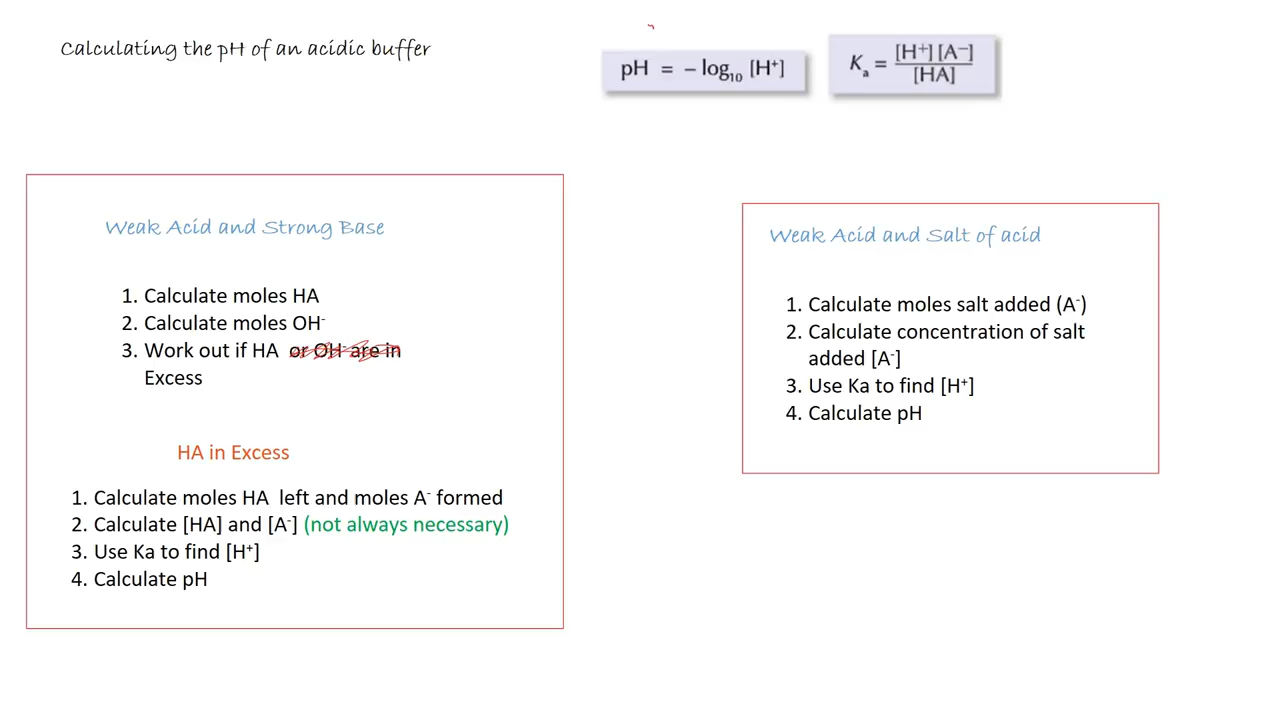 Calculating the pH of an acidic buffer
pH = − log₁₀ [H⁺]
Kₐ = [H⁺] [A⁻] / [HA]
Weak Acid and Strong Base
1. Calculate moles HA
2. Calculate moles OH⁻
3. Work out if HA or OH⁻ are in
Excess
HA in Excess
1. Calculate moles HA left and moles A⁻ formed
2. Calculate [HA] and [A⁻] (not always necessary)
3. Use Ka to find [H⁺]
4. Calculate pH
Weak Acid and Salt of acid
1. Calculate moles salt added (A⁻)
2. Calculate concentration of salt
added [A⁻]
3. Use Ka to find [H⁺]
4. Calculate pH